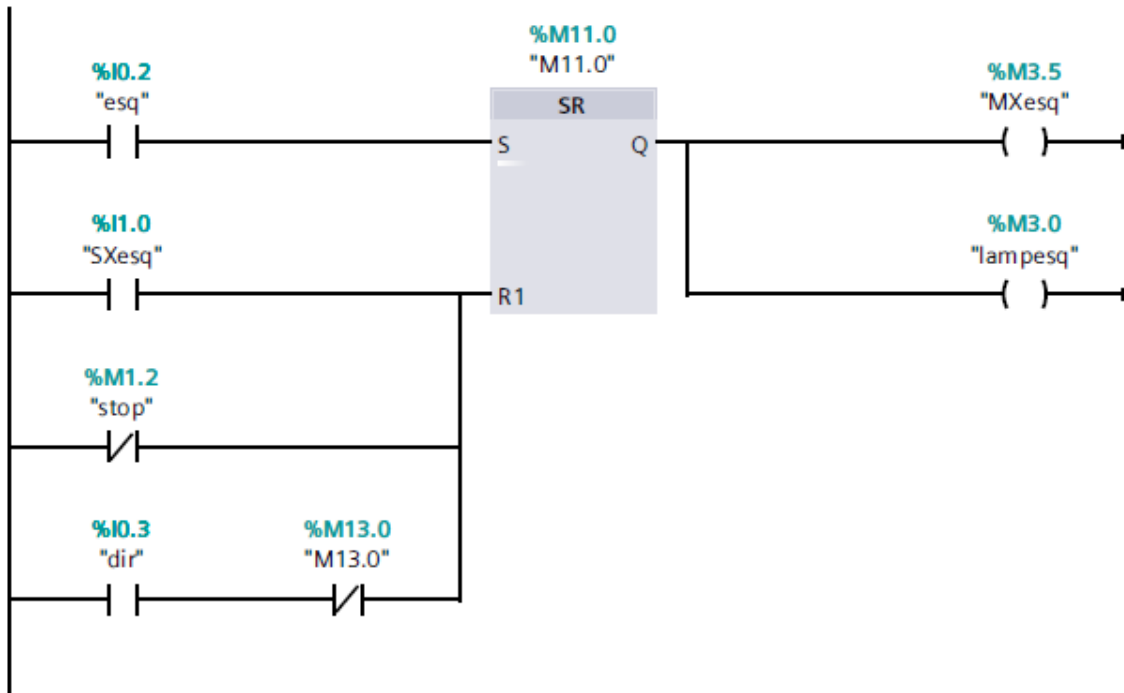 %M11.0
"M11.0"
%I0.2
"esq"
SR
%M3.5
"MXesq"
S
Q
%I1.0
"SXesq"
%M3.0
"lampesq"
R1
%M1.2
"stop"
%I0.3
"dir"
%M13.0
"M13.0"